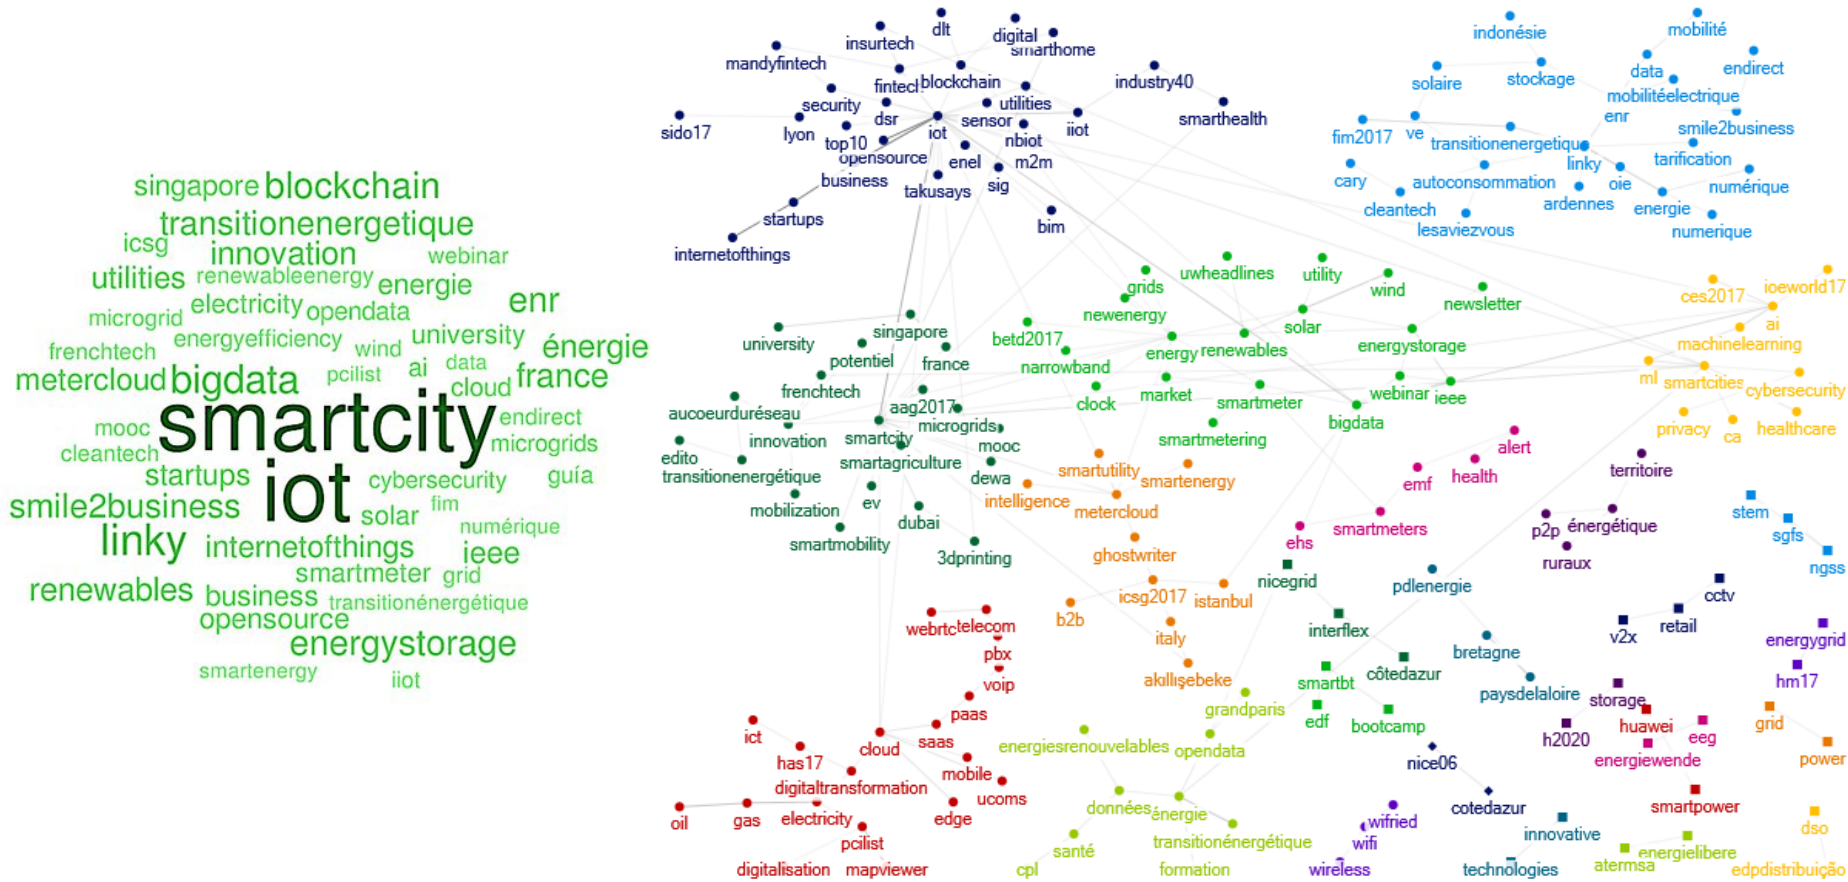 singapore blockchain
transitionenergetique
icsg innovation webinar
utilities renewableenergy energie
electricity opendata enr
microgrid energyefficiency university
frenchtech wind ai data énergie
metercloud bigdata pcilist cloud france
smartcity
mooc endirect
cleantech microgrids
startups iot cybersecurity guía
smile2business solar fim
linky internetofthings ieee numérique
smartmeter grid
renewables business transitionénergétique
opensource
energystorage
smartenergy iiot
dlt
digital
insurtech
smarthome
mandyfintech
fintech
blockchain
industry40
security
utilities
sido17
lyon
dsr
sensor
iot
iiot
smarthealth
top10
nbiot
opensource
enel
m2m
business
takusays
sig
startups
bim
internetofthings
indonésie
mobilité
solaire
stockage
data
endirect
mobilitéelectrique
enr
fim2017
ve
transitionenergetique
smile2business
linky
tarification
cary
autoconsommation
oie
numérique
cleantech
ardennes
energie
lesaviezvous
numerique
grids
uwheadlines
utility
wind
newsletter
newenergy
solar
betd2017
energy
renewables
energystorage
narrowband
clock
market
smartmeter
webinar
ieee
bigdata
smartmetering
ces2017
ioeworld17
ai
machinelearning
ml
smartcities
cybersecurity
privacy
ca
healthcare
university
singapore
potentiel
france
frenchtech
aucoeurduréseau
aag2017
microgrids
innovation
smartcity
mooc
edito
transitionénergétique
smartagriculture
dewa
mobilization
ev
dubai
smartmobility
3dprinting
smartutility
smartenergy
intelligence
metercloud
ghostwriter
icsg2017
istanbul
b2b
italy
akıllışebeke
alert
health
emf
smartmeters
ehs
territoire
p2p
énergétique
ruraux
stem
sgfs
ngss
nicegrid
interflex
côtedazur
pdlenergie
bretagne
paysdelaloire
cctv
retail
v2x
energygrid
hm17
webrtc
telecom
pbx
voip
paas
saas
cloud
ict
has17
mobile
digitaltransformation
ucoms
oil
gas
electricity
edge
pcilist
digitalisation
mapviewer
smartbt
edf
bootcamp
grandparis
energiesrenouvelables
opendata
données
énergie
santé
transitionénergétique
cpl
formation
storage
h2020
huawei
eeg
energiewende
smartpower
grid
power
nice06
cotedazur
wifried
wifi
wireless
innovative
technologies
atermsa
energielibere
dso
edpdistribuição